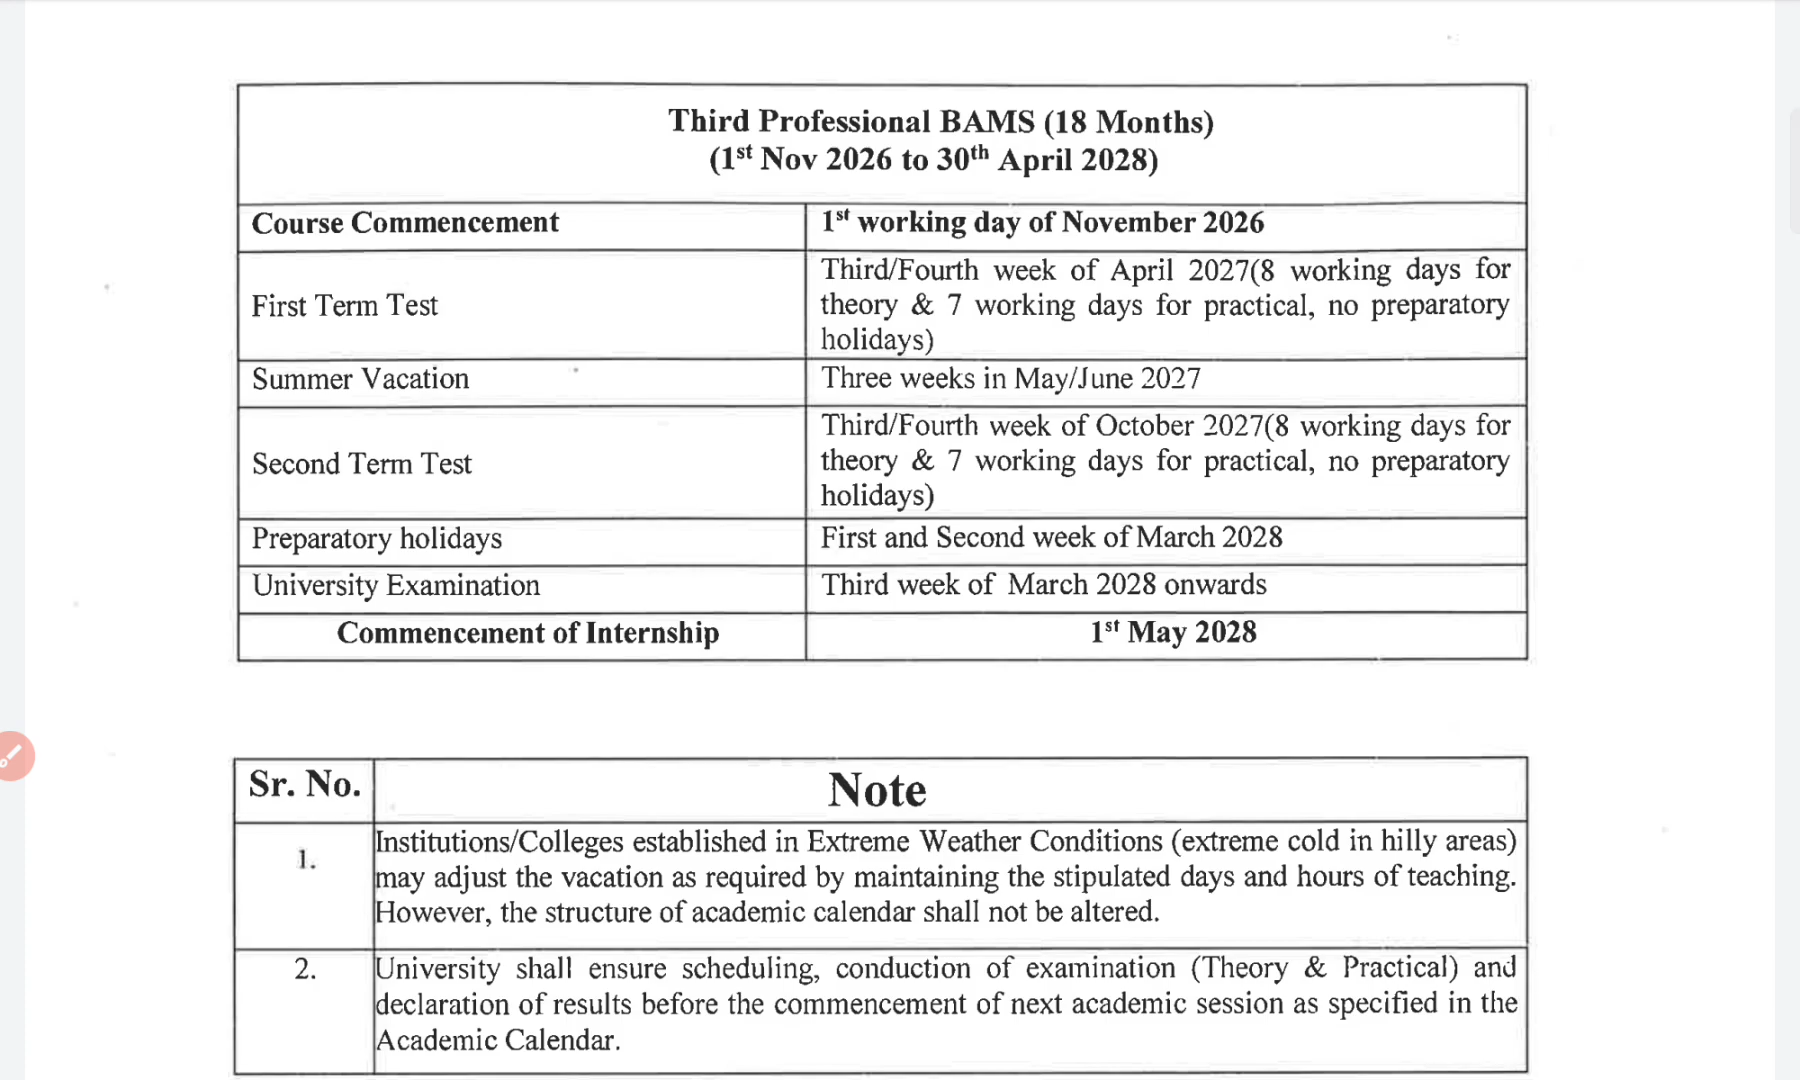 Third Professional BAMS (18 Months)
(1st Nov 2026 to 30th April 2028)
Course Commencement
1st working day of November 2026
First Term Test
Third/Fourth week of April 2027(8 working days for
theory & 7 working days for practical, no preparatory
holidays)
Summer Vacation
Three weeks in May/June 2027
Second Term Test
Third/Fourth week of October 2027(8 working days for
theory & 7 working days for practical, no preparatory
holidays)
Preparatory holidays
First and Second week of March 2028
University Examination
Third week of March 2028 onwards
Commencement of Internship
1st May 2028
Sr. No.
Note
1.
Institutions/Colleges established in Extreme Weather Conditions (extreme cold in hilly areas)
may adjust the vacation as required by maintaining the stipulated days and hours of teaching.
However, the structure of academic calendar shall not be altered.
2.
University shall ensure scheduling, conduction of examination (Theory & Practical) and
declaration of results before the commencement of next academic session as specified in the
Academic Calendar.